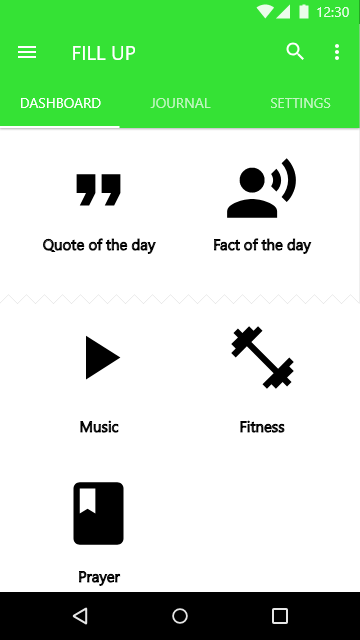 12:30
FILL UP
DASHBOARD JOURNAL SETTINGS
Quote of the day Fact of the day
Music Fitness
Prayer